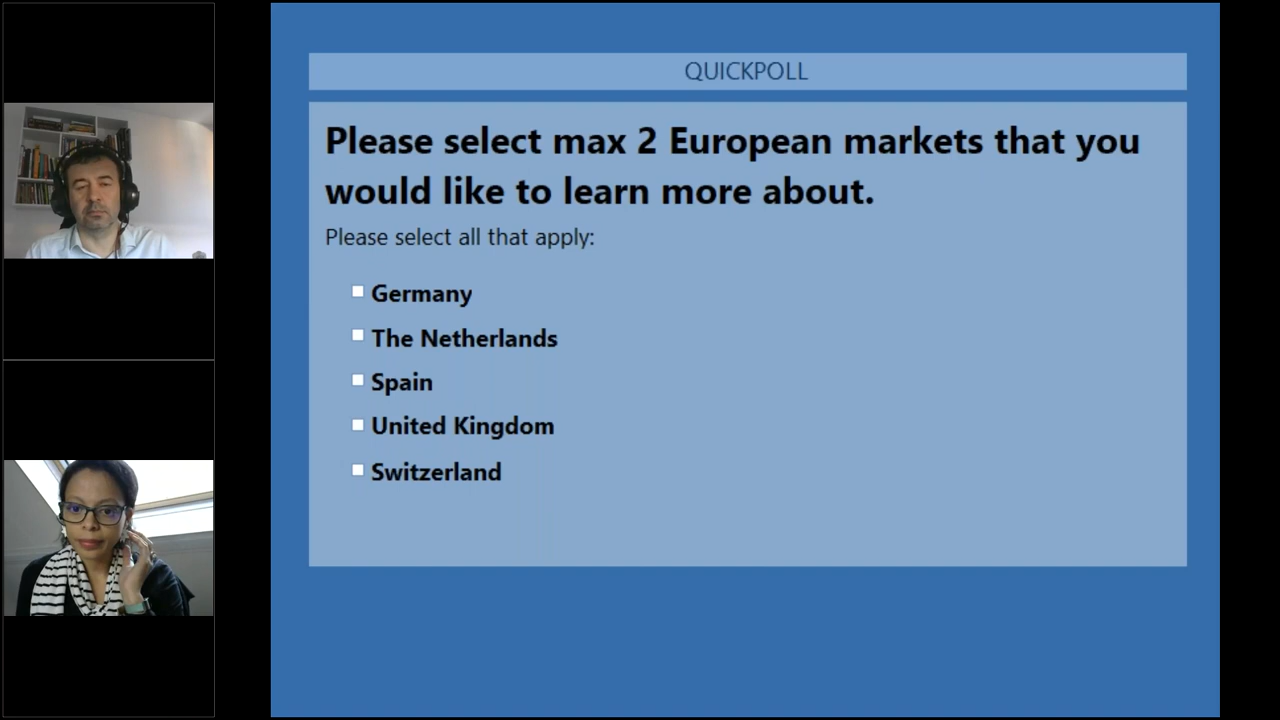 QUICKPOLL
Please select max 2 European markets that you
would like to learn more about.
Please select all that apply:
Germany
The Netherlands
Spain
United Kingdom
Switzerland